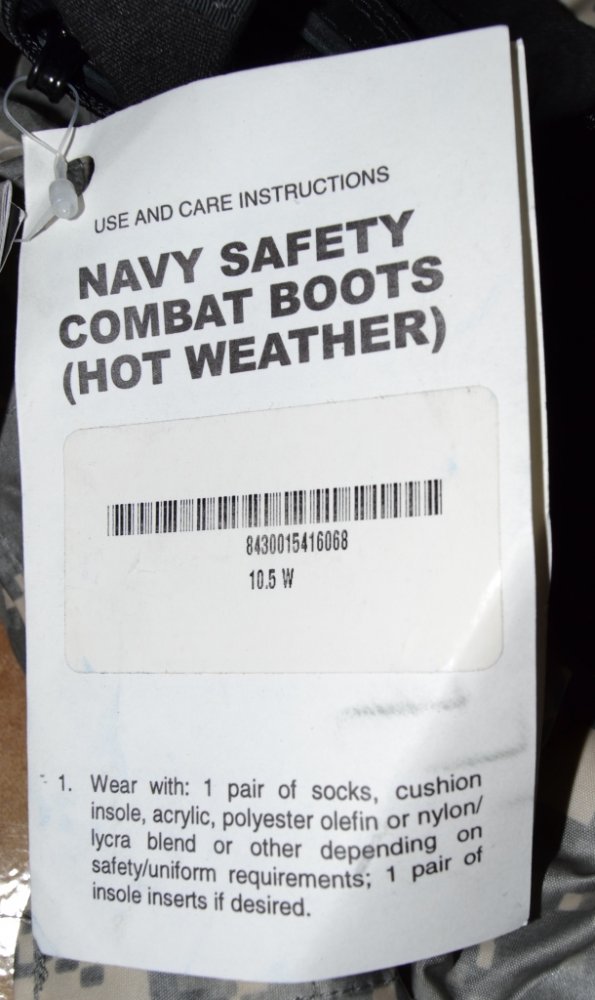 USE AND CARE INSTRUCTIONS
NAVY SAFETY
COMBAT BOOTS
(HOT WEATHER)
8430015416068
10.5 W
1. Wear with: 1 pair of socks, cushion
insole, acrylic, polyester olefin or nylon/
lycra blend or other depending on
safety/uniform requirements; 1 pair of
insole inserts if desired.